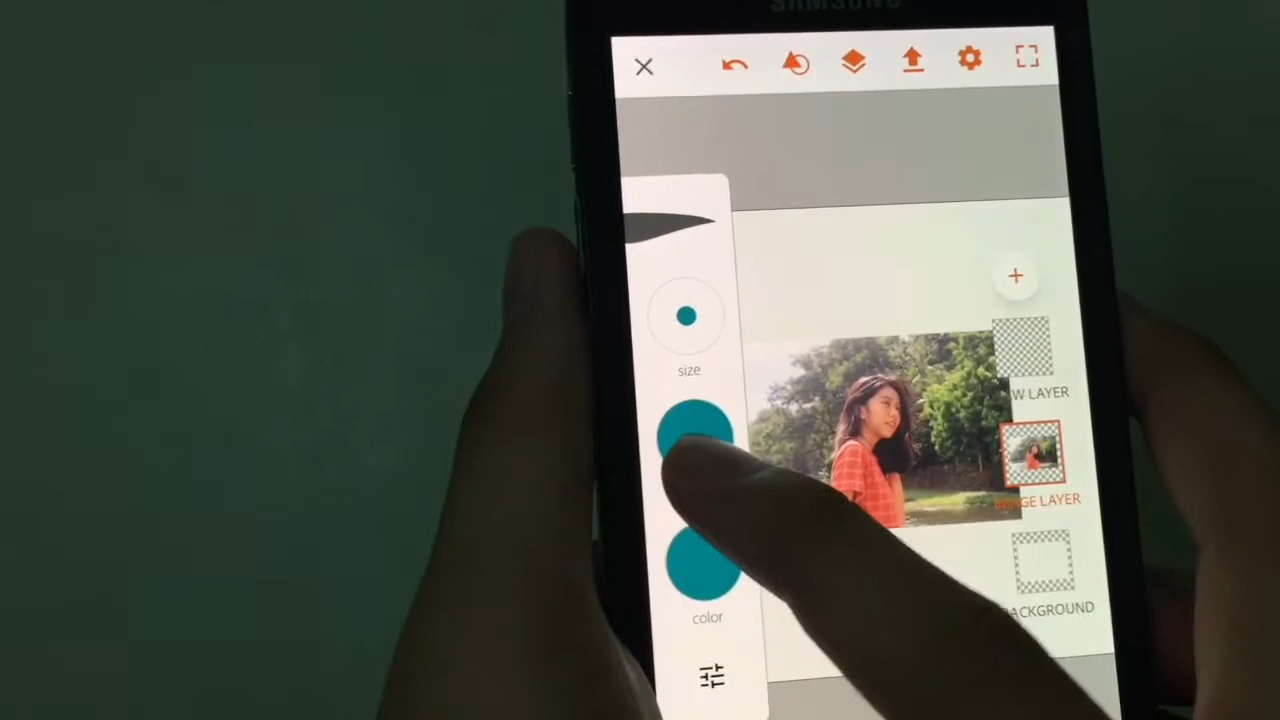 SAMSUNG
size
W LAYER
IMAGE LAYER
BACKGROUND
color